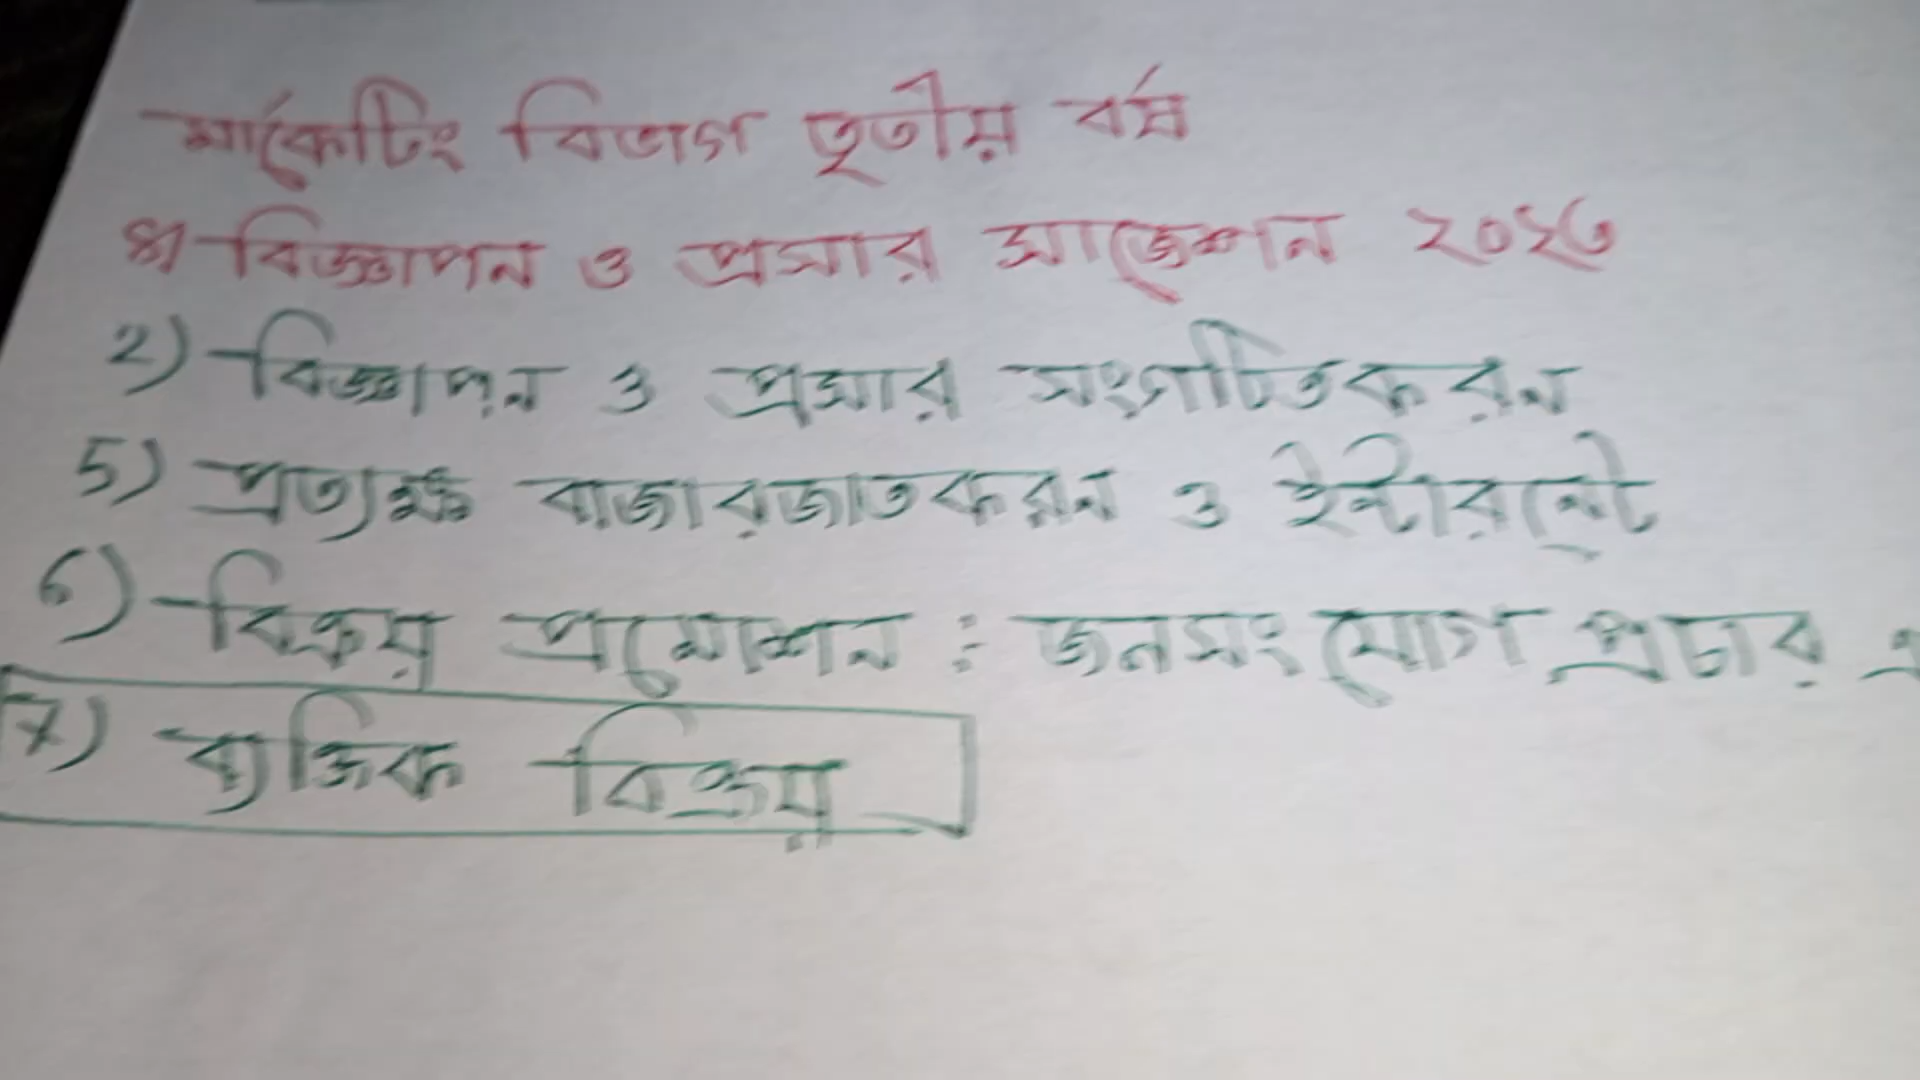 মার্কেটিং বিভাগ তৃতীয় বর্ষ
বিজ্ঞাপন ও প্রসার সাজেশন
2) বিজ্ঞাপন ও প্রসার সংগঠিতকরন
5) প্রত্যক্ষ বাজারজাতকরন ও ইন্টারনেট
6) বিক্রয় প্রমোশন : জনসংযোগ প্রচার
7) ব্যক্তিক বিক্রয়